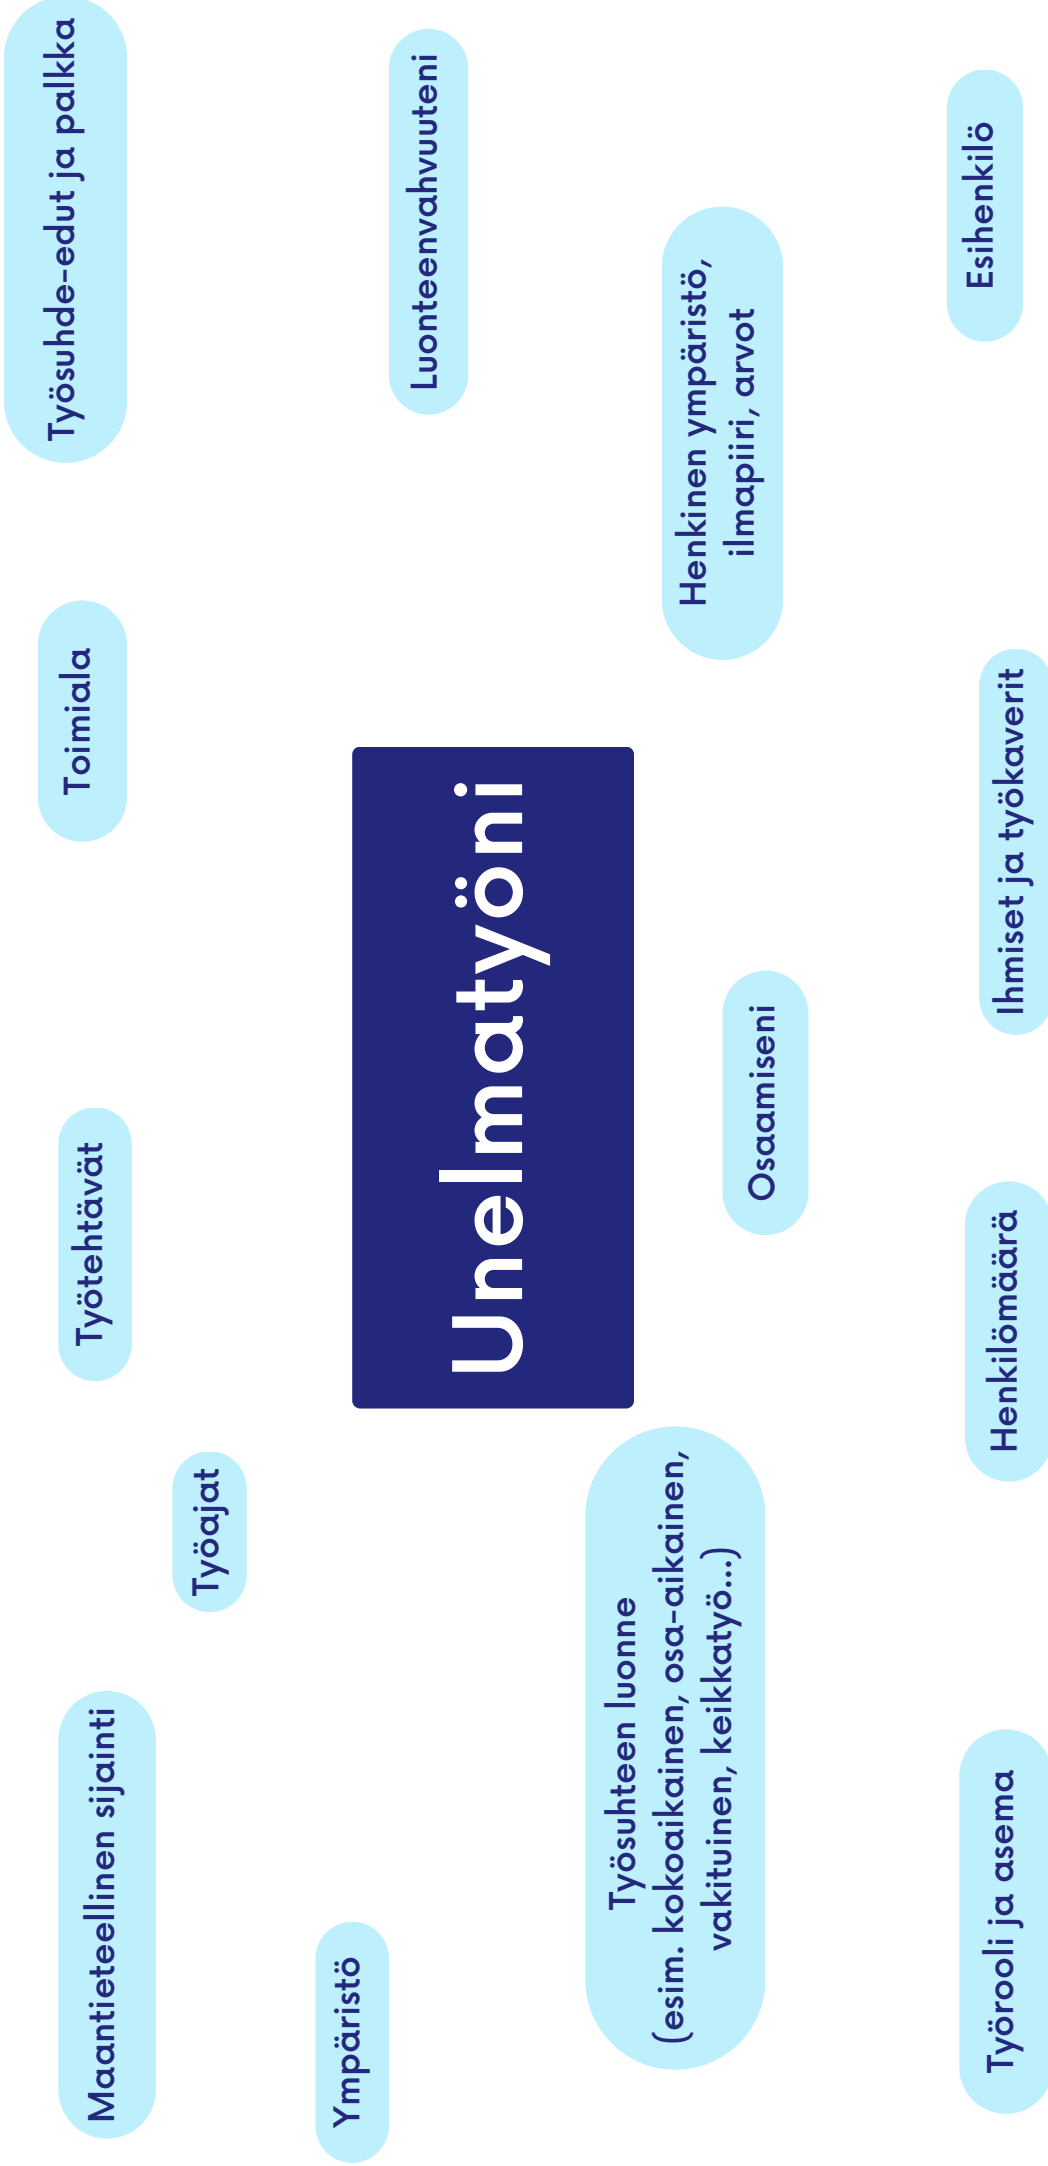 Maantieteellinen sijainti
Työajat
Työtehtävät
Toimiala
Työsuhde-edut ja palkka
Ympäristö
Unelmatyöni
Luonteenvahvuuteni
Työsuhteen luonne
(esim. kokoaikainen, osa-aikainen,
vakituinen, keikkatyö...)
Osaamiseni
Henkinen ympäristö,
ilmapiiri, arvot
Työrooli ja asema
Henkilömäärä
Ihmiset ja työkaverit
Esihenkilö